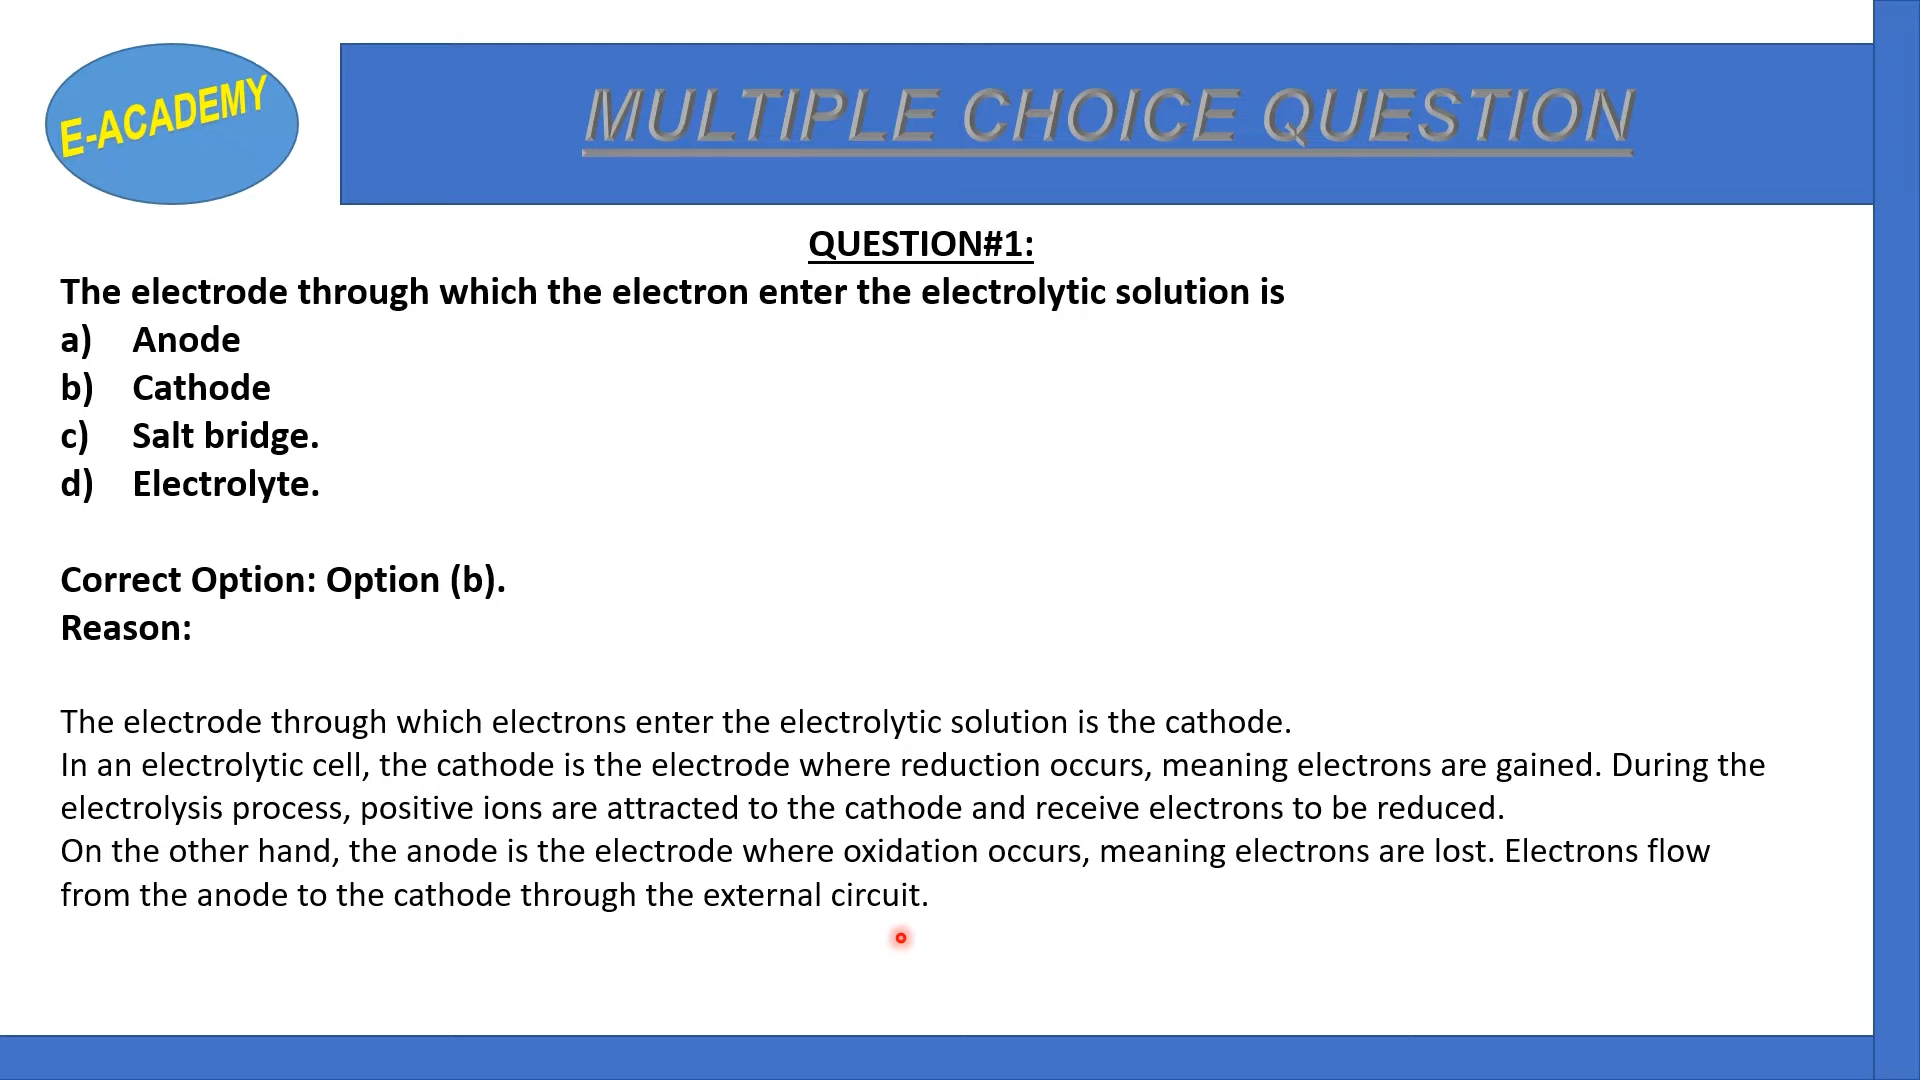 E-ACADEMY
MULTIPLE CHOICE QUESTION
QUESTION#1:
The electrode through which the electron enter the electrolytic solution is
a) Anode
b) Cathode
c) Salt bridge.
d) Electrolyte.
Correct Option: Option (b).
Reason:
The electrode through which electrons enter the electrolytic solution is the cathode.
In an electrolytic cell, the cathode is the electrode where reduction occurs, meaning electrons are gained. During the
electrolysis process, positive ions are attracted to the cathode and receive electrons to be reduced.
On the other hand, the anode is the electrode where oxidation occurs, meaning electrons are lost. Electrons flow
from the anode to the cathode through the external circuit.